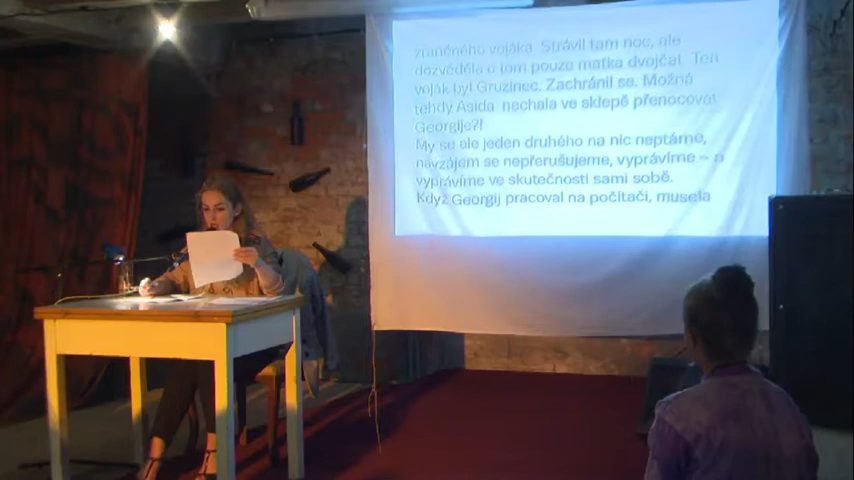 zraněného vojáka. Strávil tam noc, ale
dozvěděla o tom pouze matka dvojčat. Ten
voják byl Gruzínec. Zachránil se. Možná
tehdy Asida nechala ve sklepě přenocovat
Georgije?!
My se ale jeden druhého na nic neptáme,
navzájem se nepřerušujeme, vyprávíme – a
vyprávíme ve skutečnosti sami sobě.
Když Georgij pracoval na počítači, musela